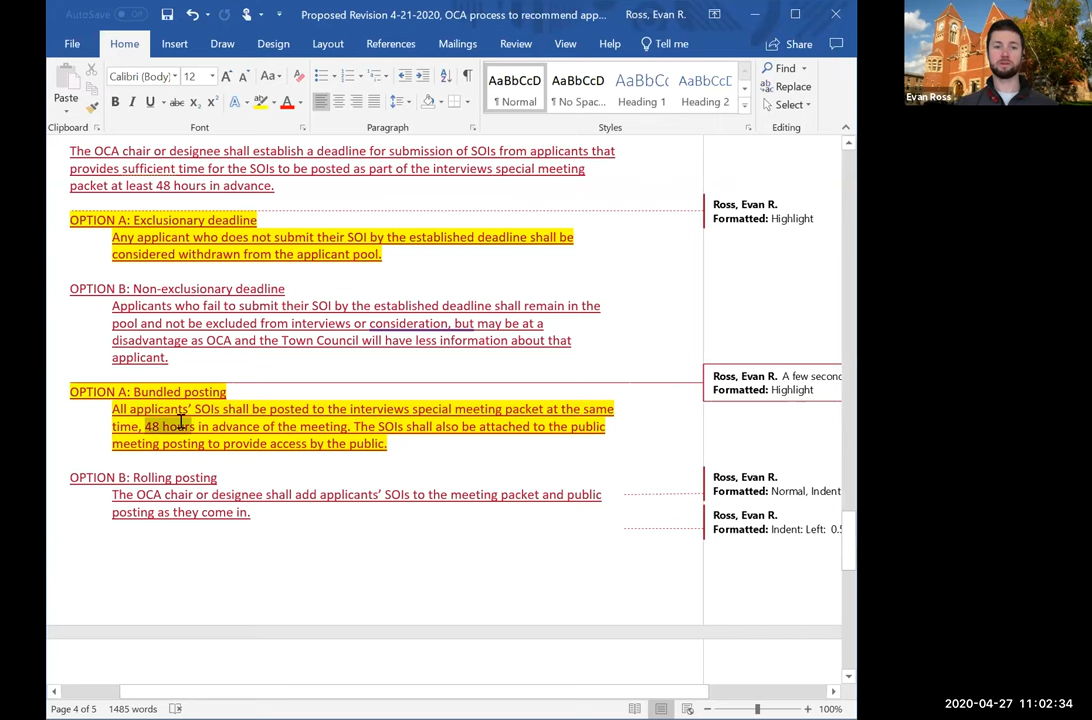 AutoSave
Off
Proposed Revision 4-21-2020, OCA process to recommend app...
Ross, Evan R.
File
Home
Insert
Draw
Design
Layout
References
Mailings
Review
View
Help
Tell me
Share
Paste
Calibri (Body)
12
Aa
B I U abc x₂ x²
AaBbCcD
AaBbCcD
AaBbCc
AaBbCcD
¶ Normal
¶ No Spac...
Heading 1
Heading 2
Find
Replace
Select
Clipboard
Font
Paragraph
Styles
Editing
The OCA chair or designee shall establish a deadline for submission of SOIs from applicants that
provides sufficient time for the SOIs to be posted as part of the interviews special meeting
packet at least 48 hours in advance.
OPTION A: Exclusionary deadline
Any applicant who does not submit their SOI by the established deadline shall be
considered withdrawn from the applicant pool.
OPTION B: Non-exclusionary deadline
Applicants who fail to submit their SOI by the established deadline shall remain in the
pool and not be excluded from interviews or consideration, but may be at a
disadvantage as OCA and the Town Council will have less information about that
applicant.
OPTION A: Bundled posting
All applicants' SOIs shall be posted to the interviews special meeting packet at the same
time, 48 hours in advance of the meeting. The SOIs shall also be attached to the public
meeting posting to provide access by the public.
OPTION B: Rolling posting
The OCA chair or designee shall add applicants' SOIs to the meeting packet and public
posting as they come in.
Ross, Evan R.
Formatted: Highlight
Ross, Evan R. A few second
Formatted: Highlight
Ross, Evan R.
Formatted: Normal, Indent
Ross, Evan R.
Formatted: Indent: Left: 0.5
Page 4 of 5
1485 words
100%
Evan Ross
2020-04-27 11:02:34